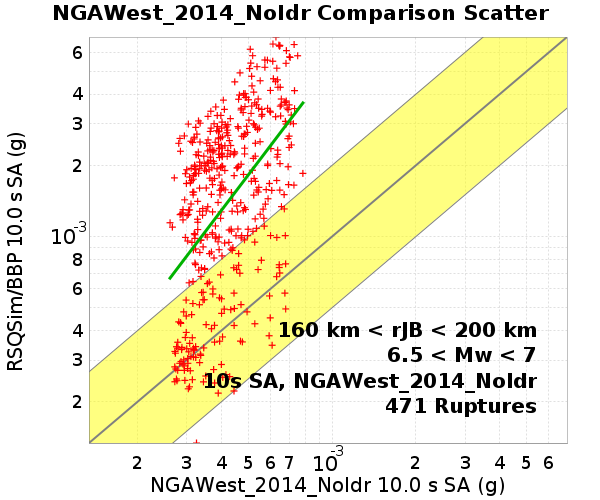 NGAWest_2014_NoIdr Comparison Scatter
RSQSim/BBP 10.0 s SA (g)
6
4
3
2
10-3
8
6
4
3
2
160 km < rJB < 200 km
6.5 < Mw < 7
10s SA, NGAWest_2014_NoIdr
471 Ruptures
2 3 4 5 6 7 10-3 2 3 4 5 6
NGAWest_2014_NoIdr 10.0 s SA (g)